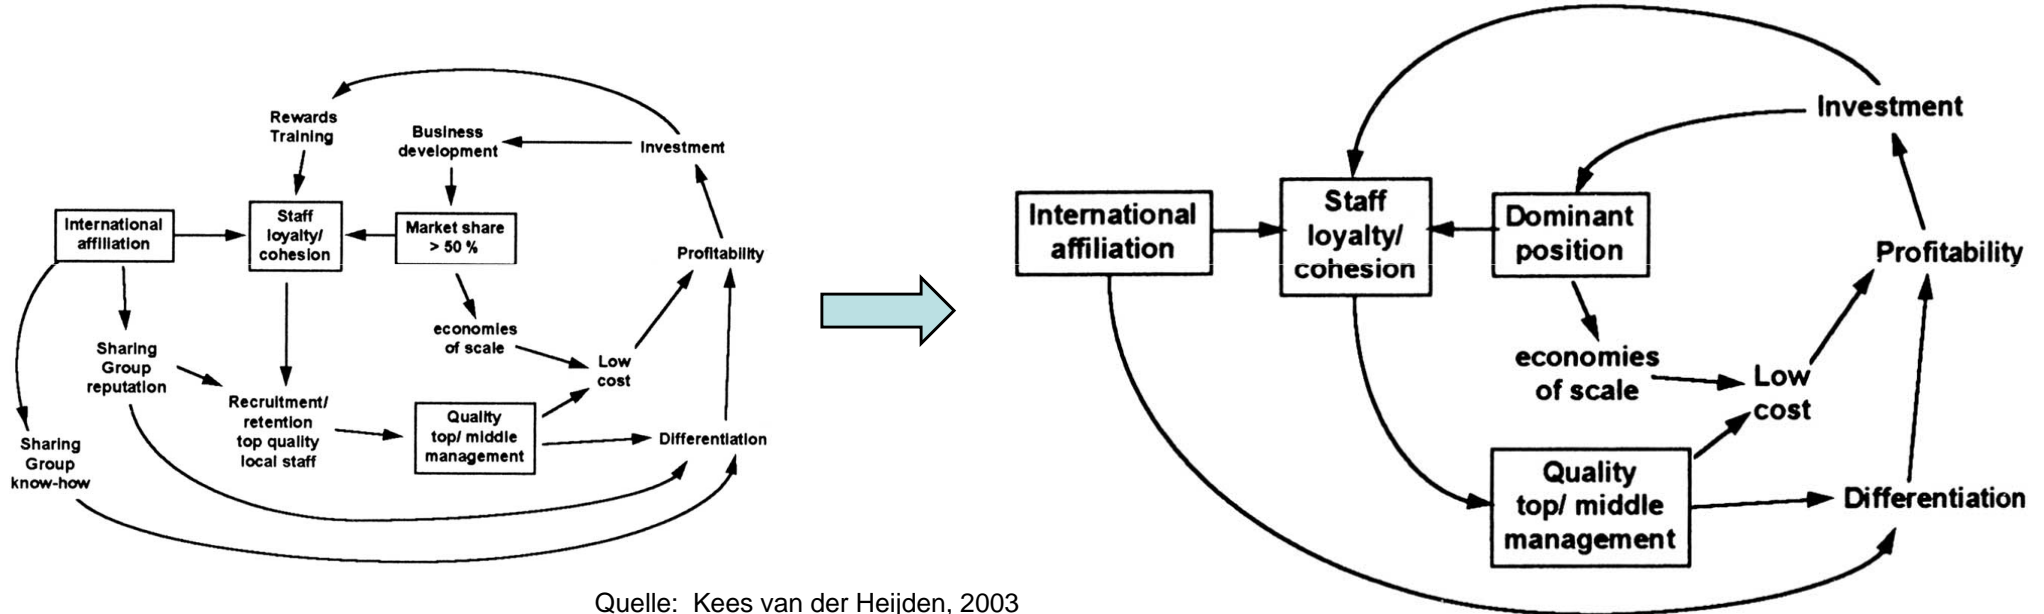 Rewards
Training
Business
development
Investment
International
affiliation
Staff
loyalty/
cohesion
Market share
> 50 %
Profitability
Sharing
Group
reputation
economies
of scale
Low
cost
Recruitment/
retention
top quality
local staff
Quality
top/ middle
management
Differentiation
Sharing
Group
know-how
Investment
International
affiliation
Staff
loyalty/
cohesion
Dominant
position
Profitability
economies
of scale
Low
cost
Quality
top/ middle
management
Differentiation
Quelle:  Kees van der Heijden, 2003